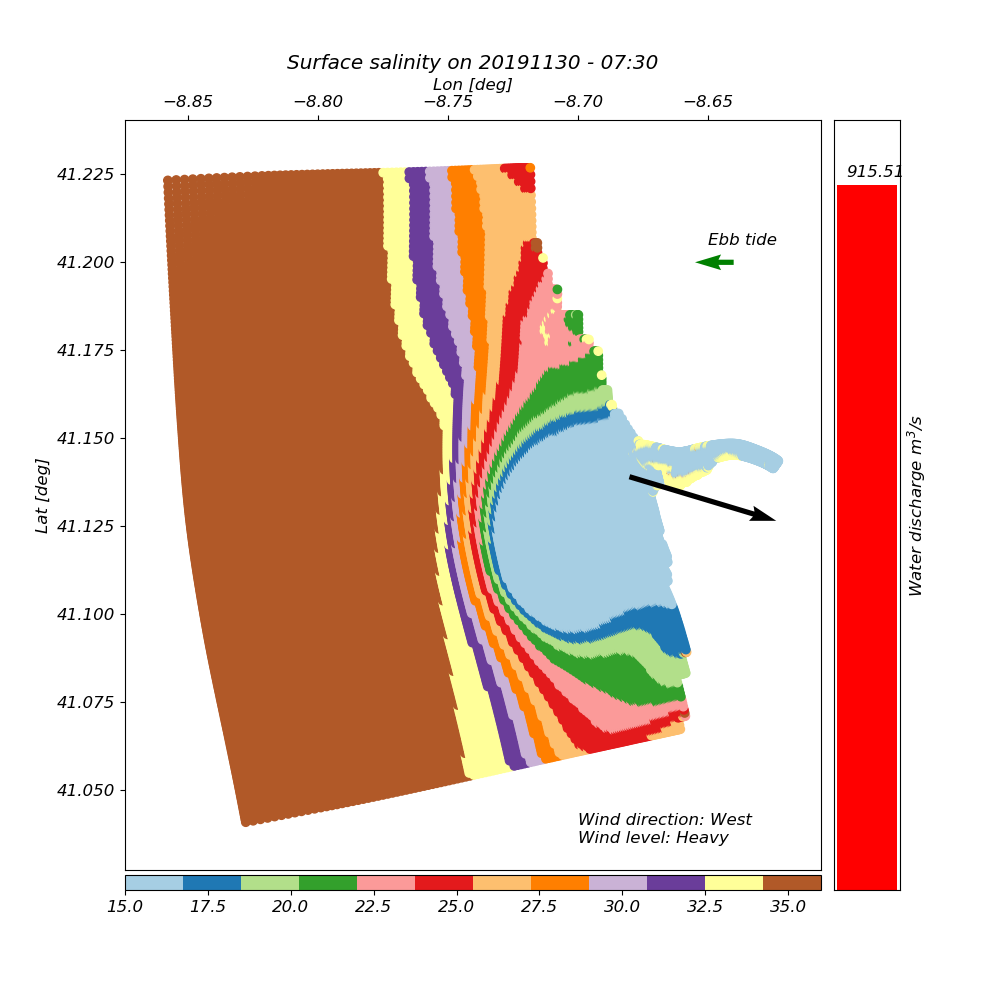 Surface salinity on 20191130 - 07:30
Lon [deg]
−8.85 −8.80 −8.75 −8.70 −8.65
915.51
41.225
Ebb tide
41.200
41.175
41.150
Lat [deg]
Water discharge m³/s
41.125
41.100
41.075
41.050
Wind direction: West
Wind level: Heavy
15.0 17.5 20.0 22.5 25.0 27.5 30.0 32.5 35.0